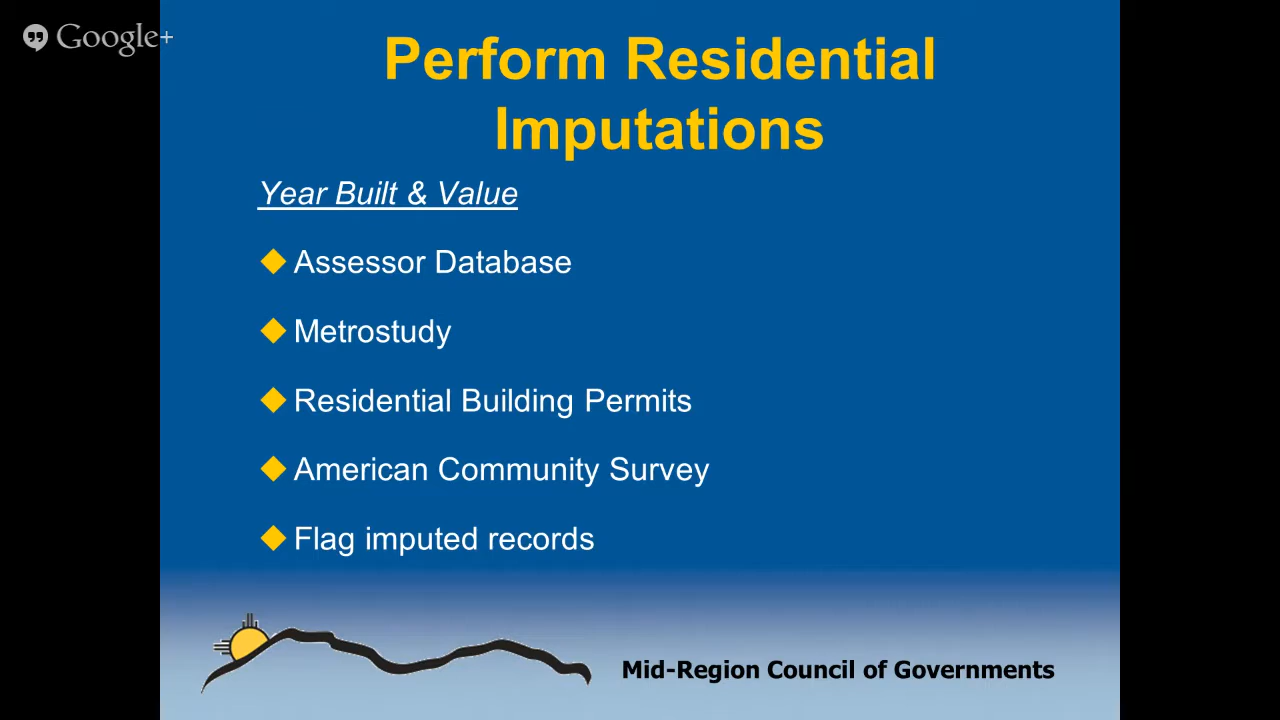 Google+
Perform Residential
Imputations
Year Built & Value
Assessor Database
Metrostudy
Residential Building Permits
American Community Survey
Flag imputed records
Mid-Region Council of Governments